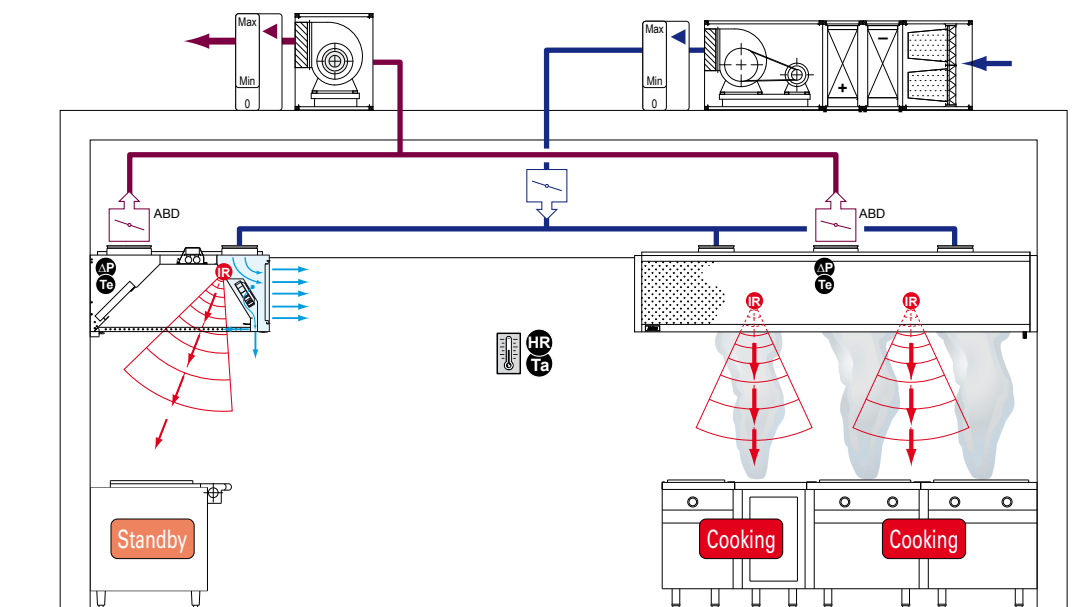 Max
Min
0
Max
Min
0
+
−
ABD
ABD
ΔP
Te
IR
ΔP
Te
IR
IR
HR
Ta
Standby
Cooking
Cooking